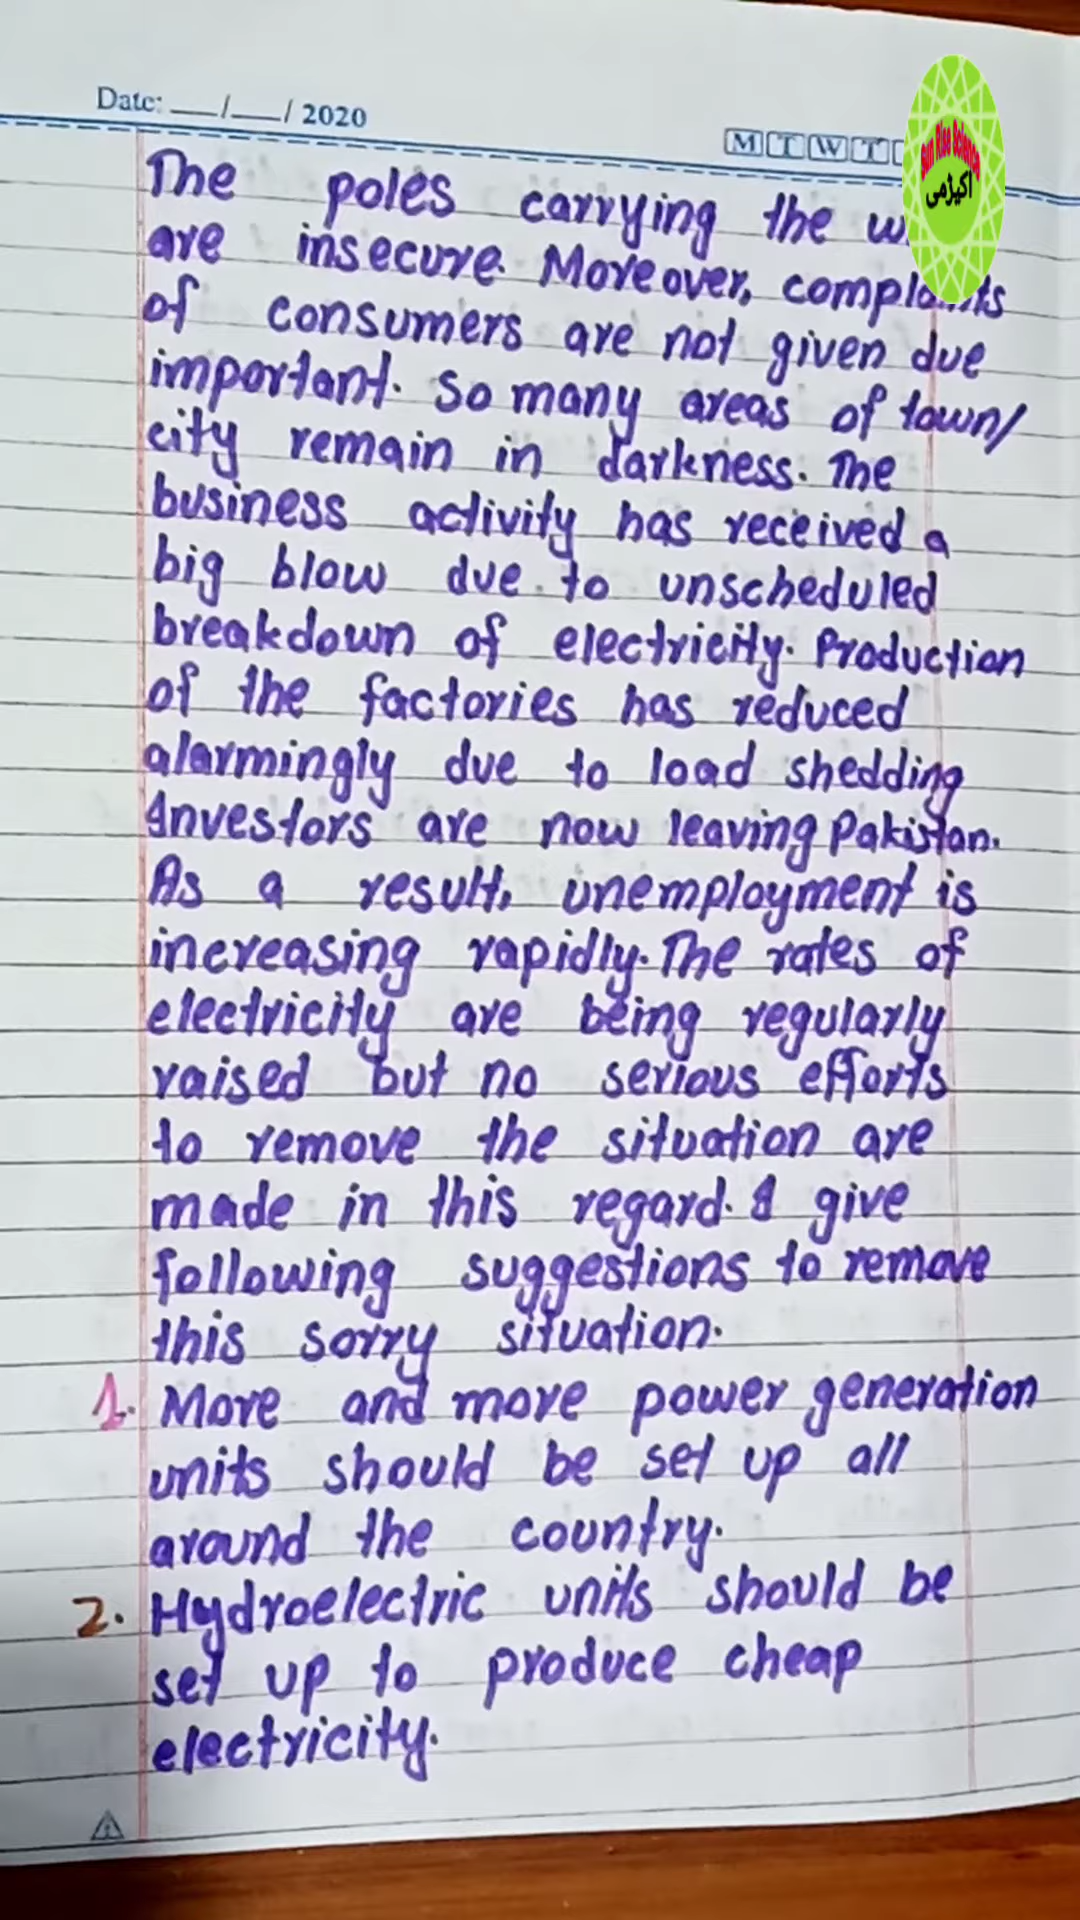 Date: __/__/ 2020
M T W T
Sun Rise Science
اکیڈمی
The poles carrying the
are insecure. Moreover, complaints
of consumers are not given due
important. So many areas of town/
city remain in darkness. The
business activity has received a
big blow due to unscheduled
breakdown of electricity. Production
of the factories has reduced
alarmingly due to load shedding
Investors are now leaving Pakistan.
As a result, unemployment is
increasing rapidly. The rates of
electricity are being regularly
raised but no serious efforts
to remove the situation are
made in this regard. I give
following suggestions to remove
this sorry situation.
1. More and more power generation
units should be set up all
around the country.
2. Hydroelectric units should be
set up to produce cheap
electricity.